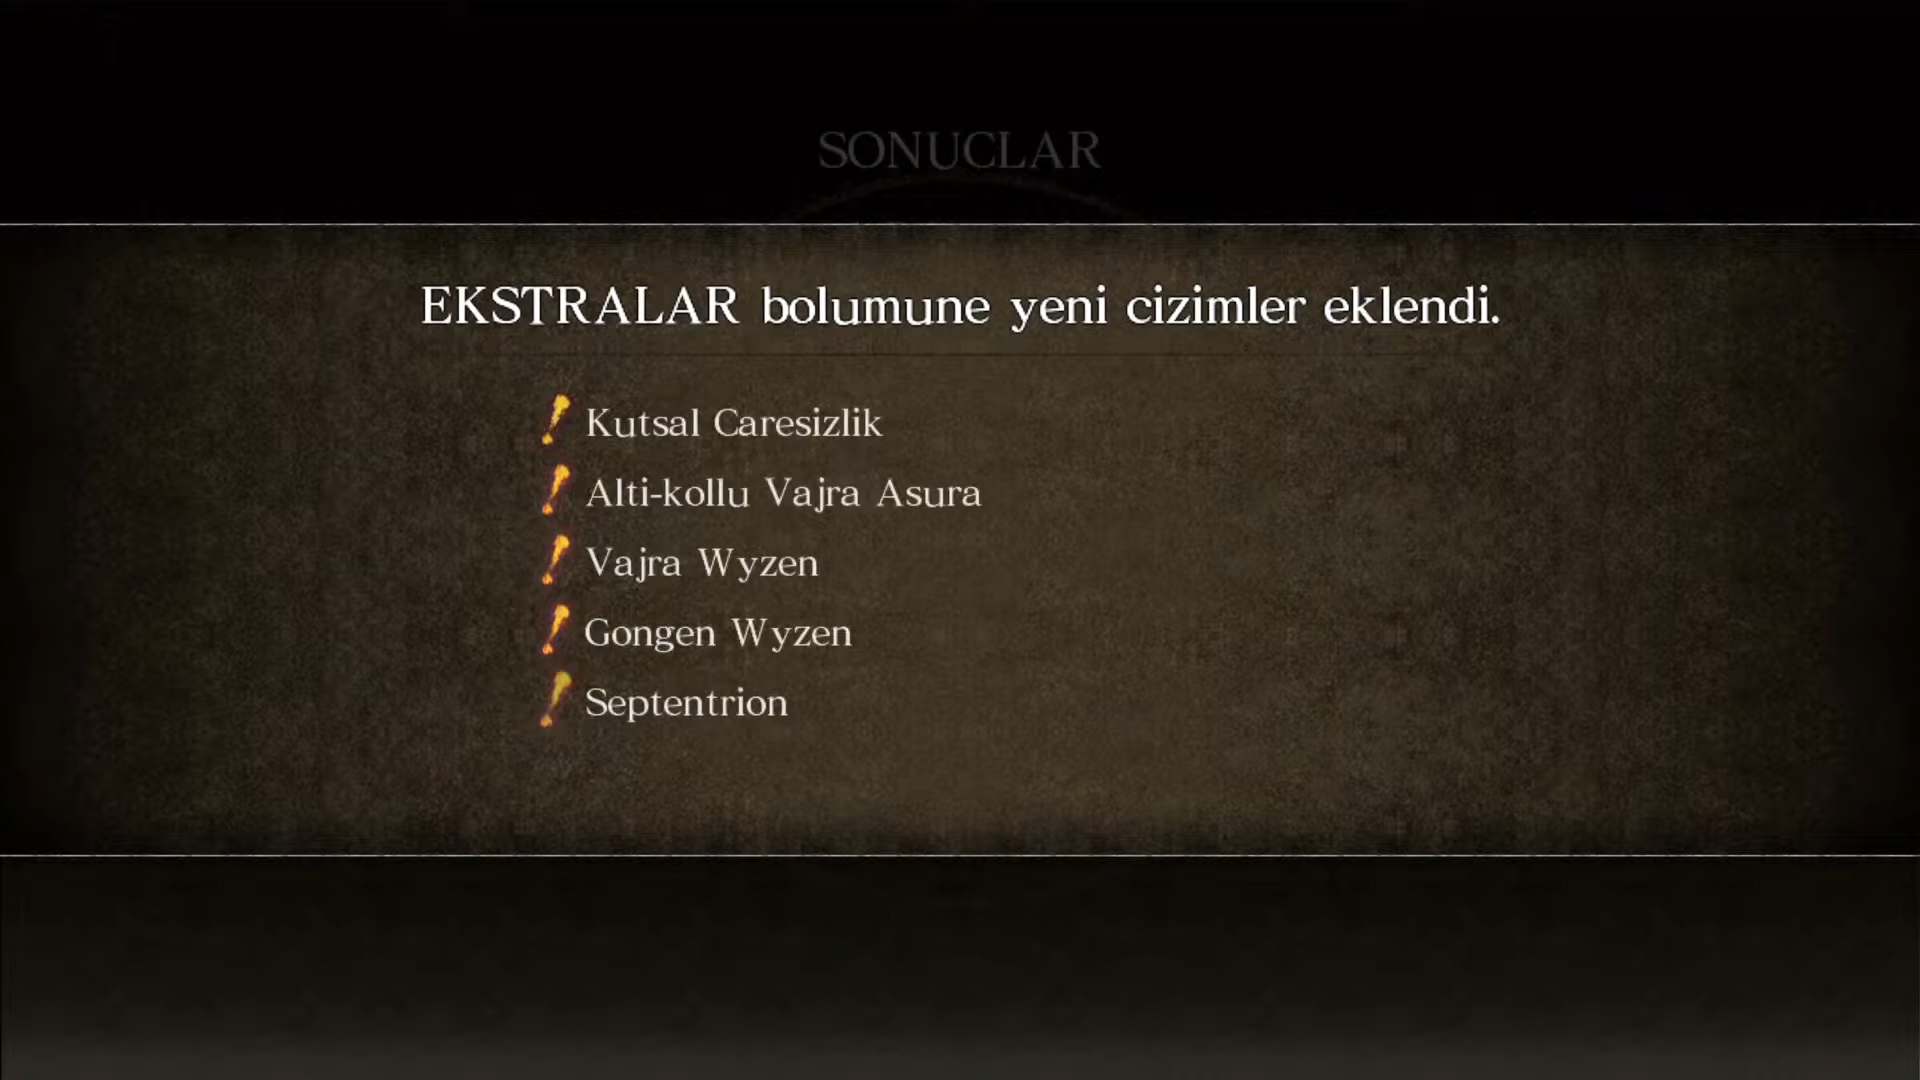 SONUCLAR
EKSTRALAR bolumune yeni cizimler eklendi.
Kutsal Caresizlik
Alti-kollu Vajra Asura
Vajra Wyzen
Gongen Wyzen
Septentrion